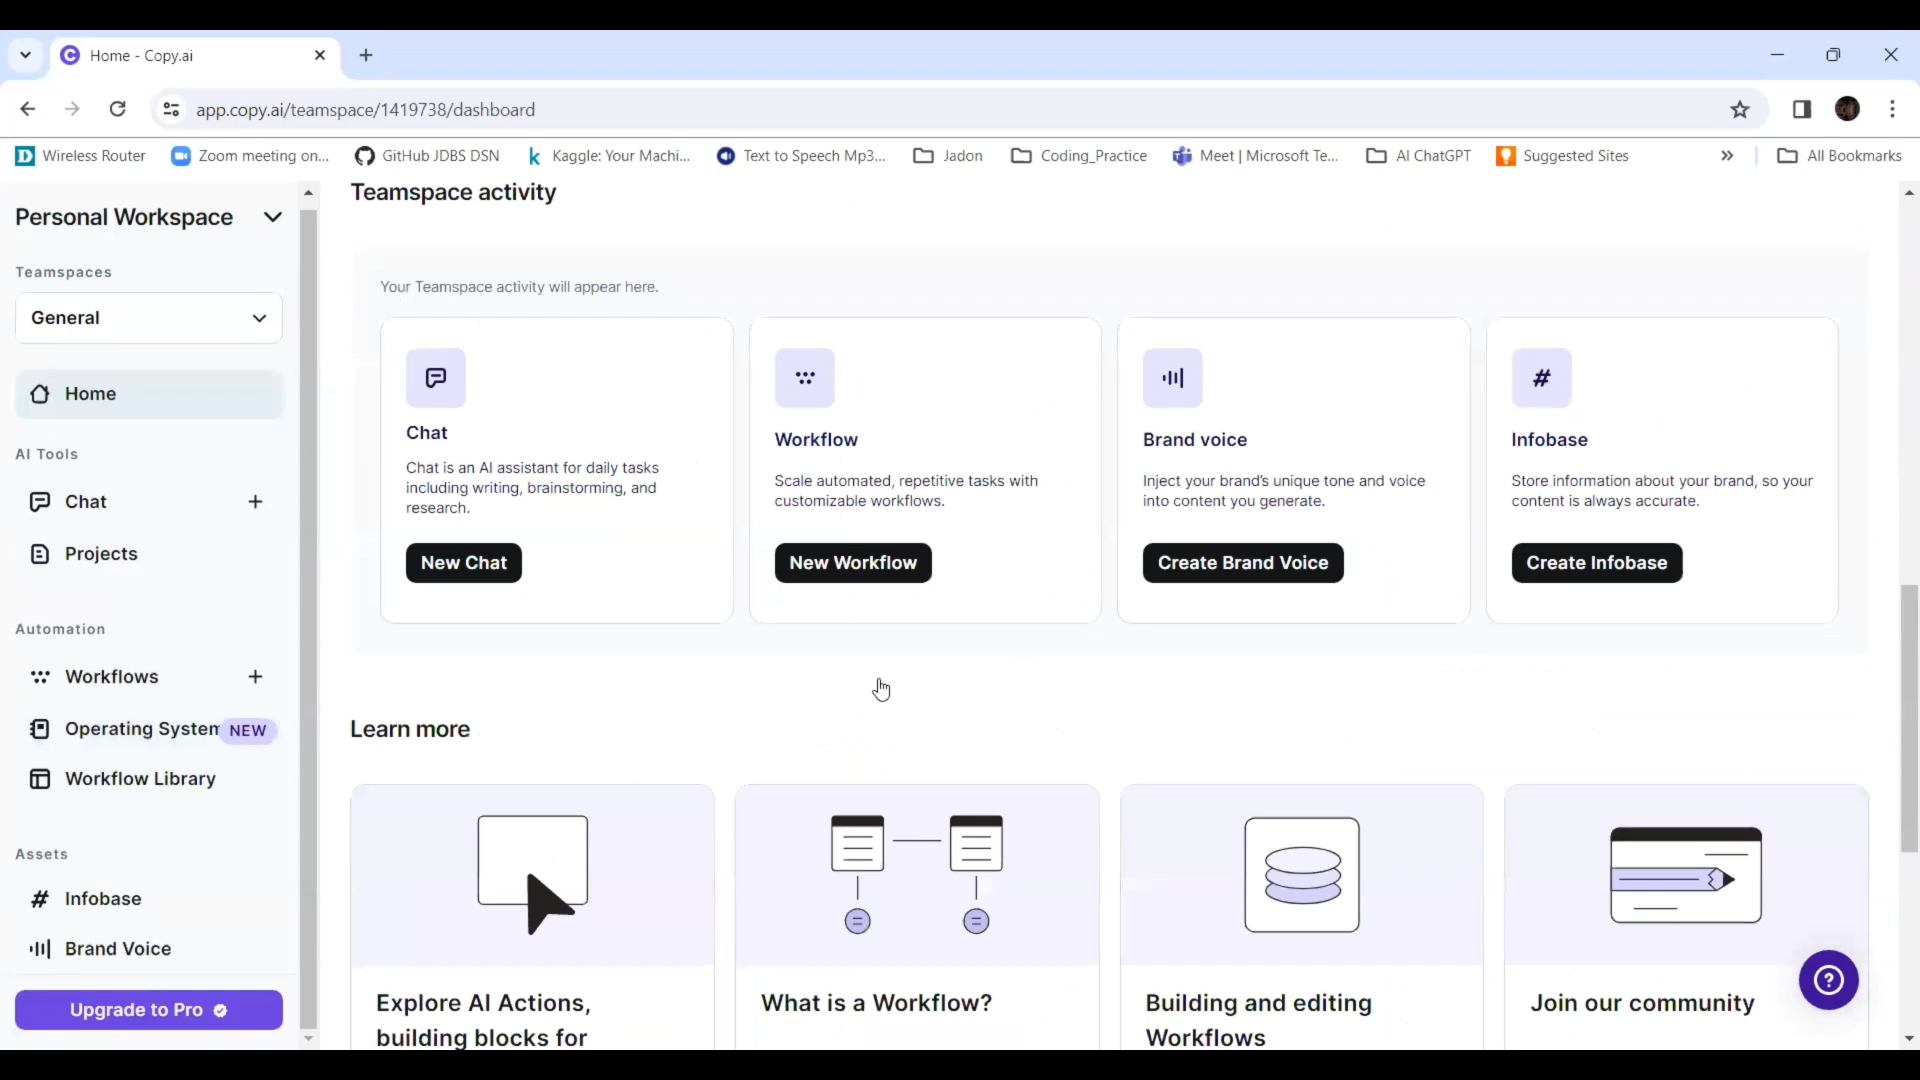 Home - Copy.ai
app.copy.ai/teamspace/1419738/dashboard
Wireless Router
Zoom meeting on...
GitHub JDBS DSN
Kaggle: Your Machi...
Text to Speech Mp3...
Jadon
Coding_Practice
Meet | Microsoft Te...
AI ChatGPT
Suggested Sites
All Bookmarks
Personal Workspace
Teamspaces
General
Home
AI Tools
Chat
Projects
Automation
Workflows
Operating System NEW
Workflow Library
Assets
# Infobase
Brand Voice
Upgrade to Pro
Teamspace activity
Your Teamspace activity will appear here.
Chat
Chat is an AI assistant for daily tasks
including writing, brainstorming, and
research.
New Chat
Workflow
Scale automated, repetitive tasks with
customizable workflows.
New Workflow
Brand voice
Inject your brand's unique tone and voice
into content you generate.
Create Brand Voice
#
Infobase
Store information about your brand, so your
content is always accurate.
Create Infobase
Learn more
Explore AI Actions,
building blocks for
What is a Workflow?
Building and editing
Workflows
Join our community